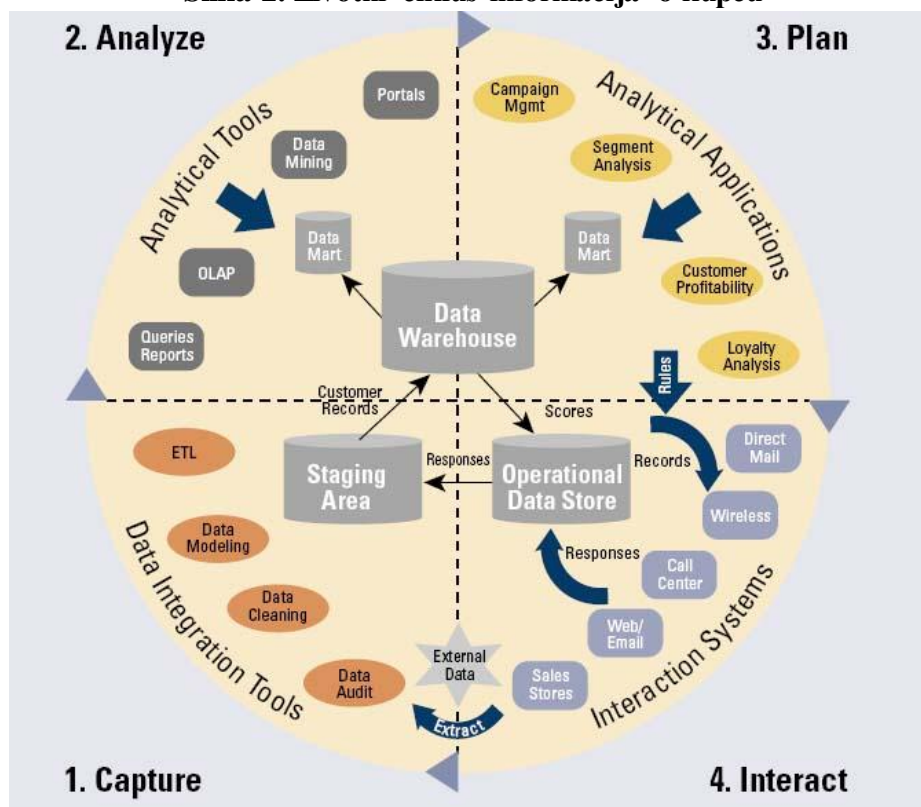 2. Analyze
3. Plan
Analytical Tools
Portals
Data
Mining
OLAP
Queries
Reports
Data
Mart
Campaign
Mgmt
Segment
Analysis
Analytical Applications
Data
Mart
Customer
Profitability
Loyalty
Analysis
Data
Warehouse
Rules
Customer
Records
Scores
ETL
Staging
Area
Responses
Operational
Data Store
Records
Direct
Mail
Wireless
Data
Modeling
Responses
Call
Center
Data
Cleaning
Web/
Email
Data
Audit
External
Data
Sales
Stores
Extract
Data Integration Tools
Interaction Systems
1. Capture
4. Interact